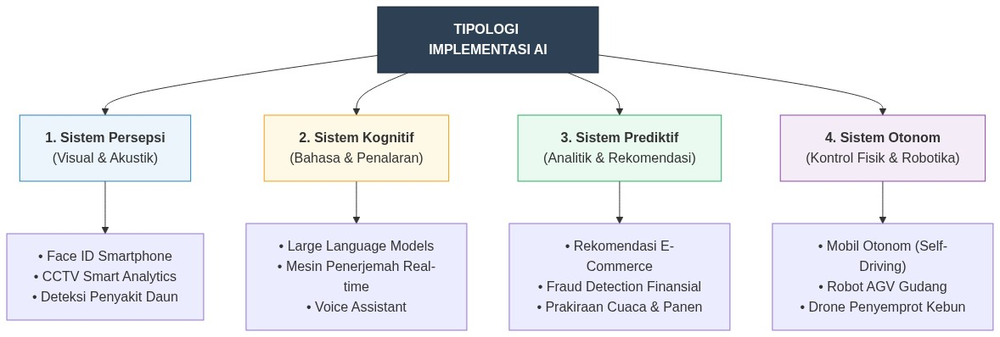 TIPOLOGI
IMPLEMENTASI AI
1. Sistem Persepsi
(Visual & Akustik)
2. Sistem Kognitif
(Bahasa & Penalaran)
3. Sistem Prediktif
(Analitik & Rekomendasi)
4. Sistem Otonom
(Kontrol Fisik & Robotika)
• Face ID Smartphone
• CCTV Smart Analytics
• Deteksi Penyakit Daun
• Large Language Models
• Mesin Penerjemah Real-
time
• Voice Assistant
• Rekomendasi E-
Commerce
• Fraud Detection Finansial
• Prakiraan Cuaca & Panen
• Mobil Otonom (Self-
Driving)
• Robot AGV Gudang
• Drone Penyemprot Kebun